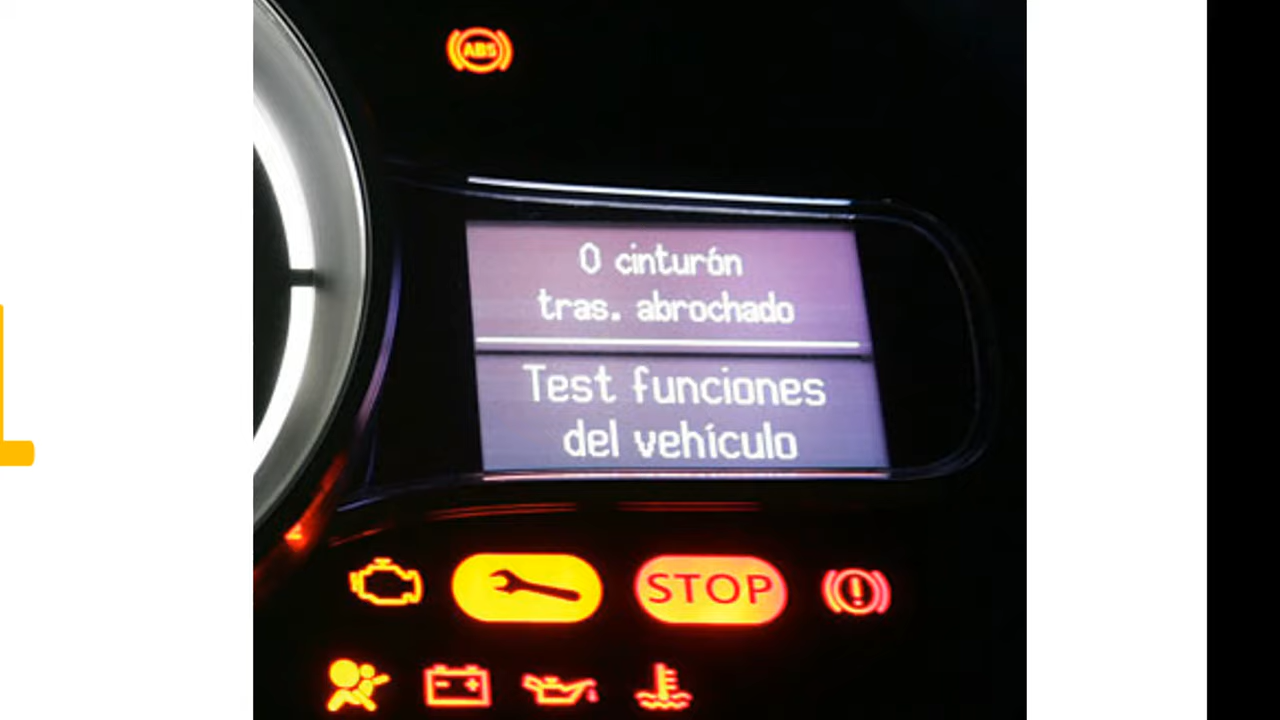 ABS
0 cinturón
tras. abrochado
Test funciones
del vehículo
STOP